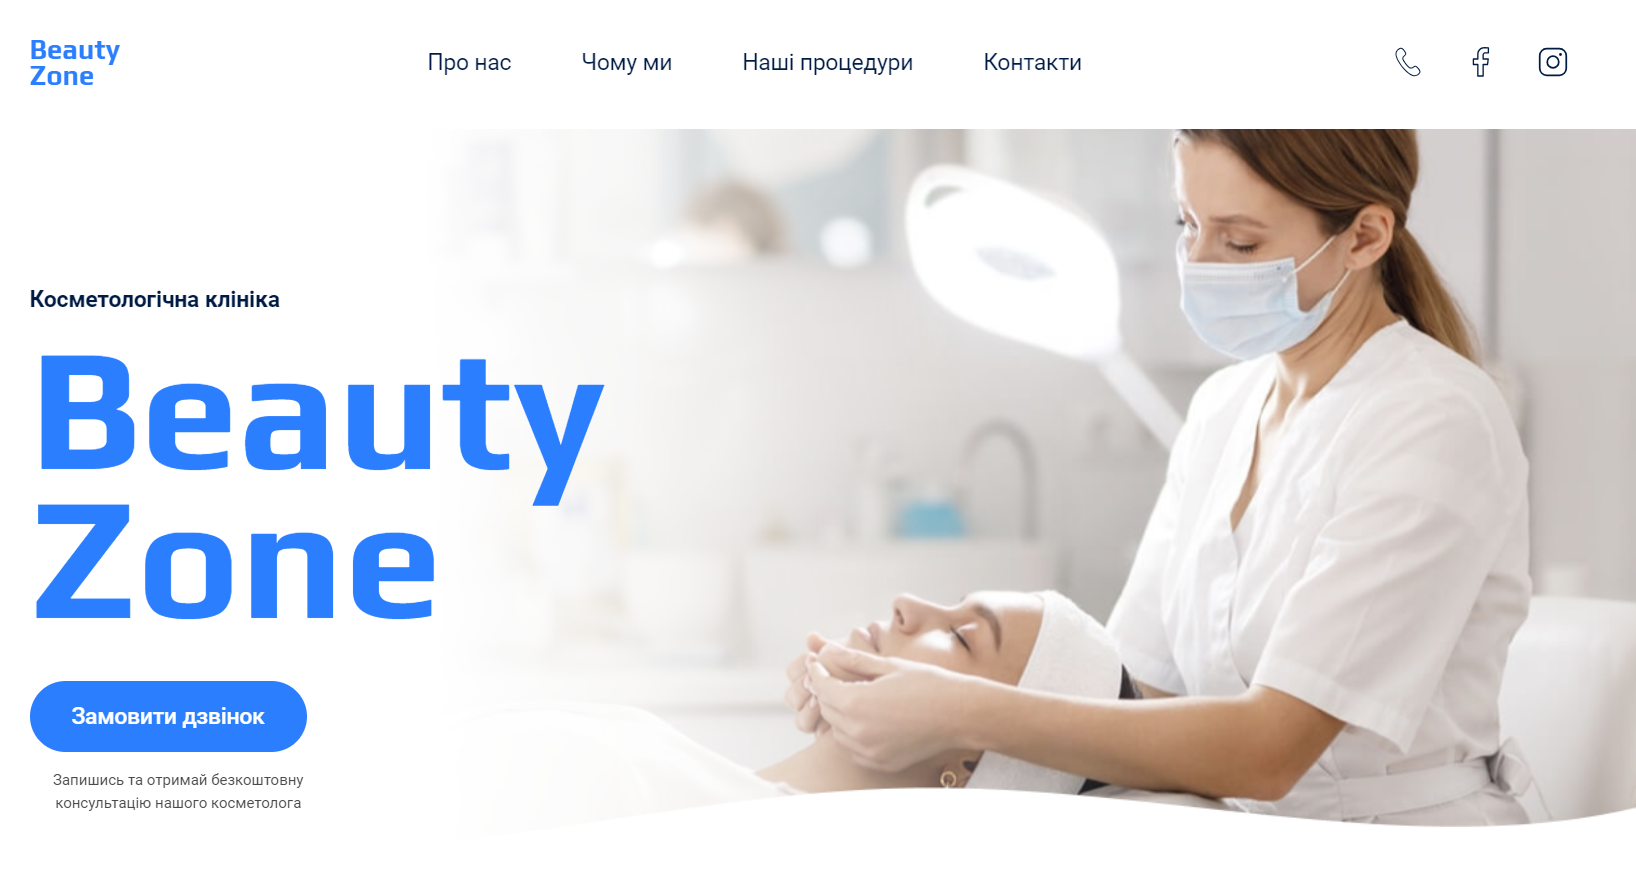 Beauty
Zone
Про нас
Чому ми
Наші процедури
Контакти
Косметологічна клініка
Beauty
Zone
Замовити дзвінок
Запишись та отримай безкоштовну
консультацію нашого косметолога